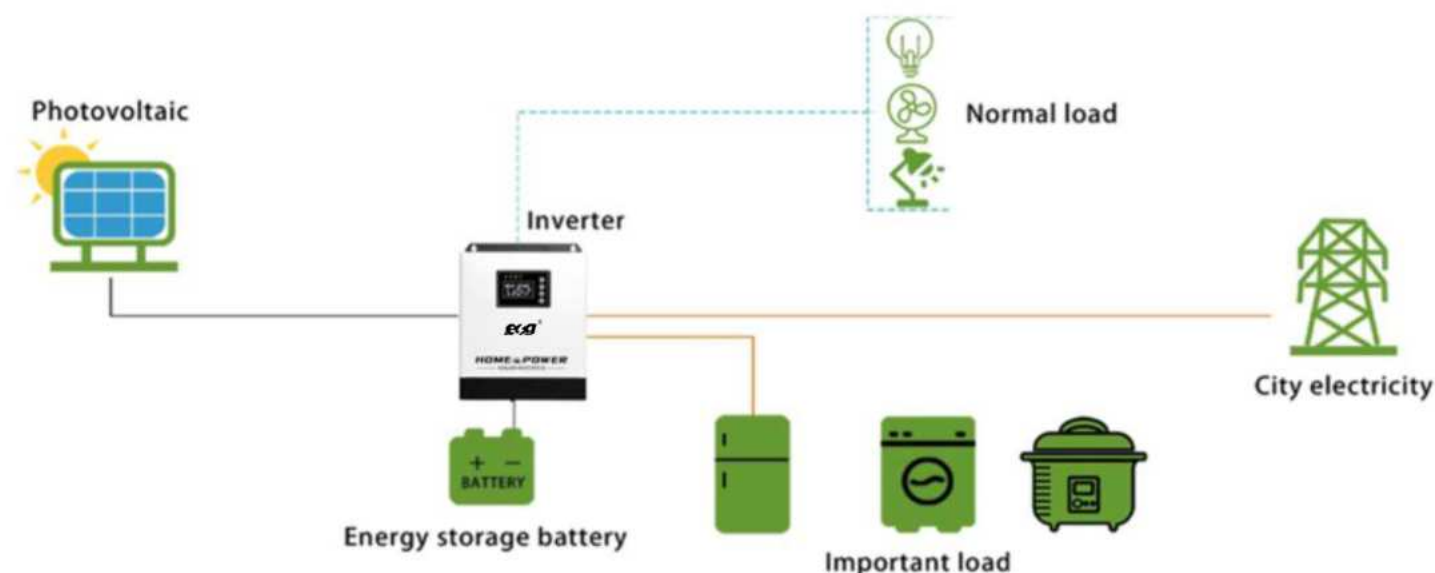 Photovoltaic
Normal load
Inverter
HOME POWER
City electricity
+ −
BATTERY
Energy storage battery
Important load